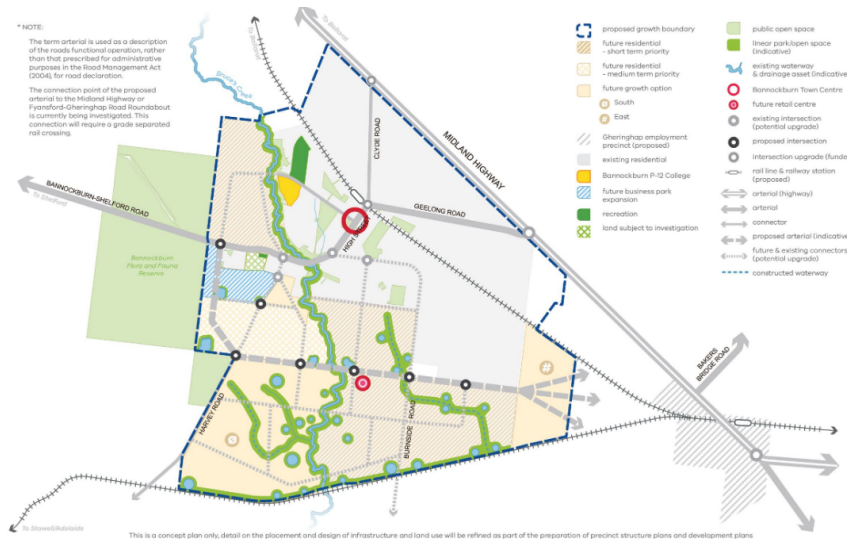 * NOTE:
The term arterial is used as a description
of the roads functional operation, rather
than that prescribed for administrative
purposes in the Road Management Act
(2004), for road declaration.
The connection point of the proposed
arterial to the Midland Highway or
Fyansford-Gheringhap Road Roundabout
is currently being investigated. This
connection will require a grade separated
rail crossing.
To Ballarat
To Ballarat
Bruce's Creek
CLYDE ROAD
MIDLAND HIGHWAY
BANNOCKBURN-SHELFORD ROAD
To Shelford
GEELONG ROAD
HIGH STREET
Bannockburn
Flora and Fauna
Reserve
HARVEY ROAD
BURNSIDE ROAD
South
East
BAKERS
BRIDGE ROAD
To Stawell/Adelaide
proposed growth boundary
future residential
- short term priority
future residential
- medium term priority
future growth option
South
East
Gheringhap employment
precinct (proposed)
existing residential
Bannockburn P-12 College
future business park
expansion
recreation
land subject to investigation
public open space
linear park/open space
(indicative)
existing waterway
& drainage asset (indicative
Bannockburn Town Centre
future retail centre
existing intersection
(potential upgrade)
proposed intersection
intersection upgrade (funde
rail line & railway station
(proposed)
arterial (highway)
arterial
connector
proposed arterial (indicative)
future & existing connectors
(potential upgrade)
constructed waterway
This is a concept plan only, detail on the placement and design of infrastructure and land use will be refined as part of the preparation of precinct structure plans and development plans